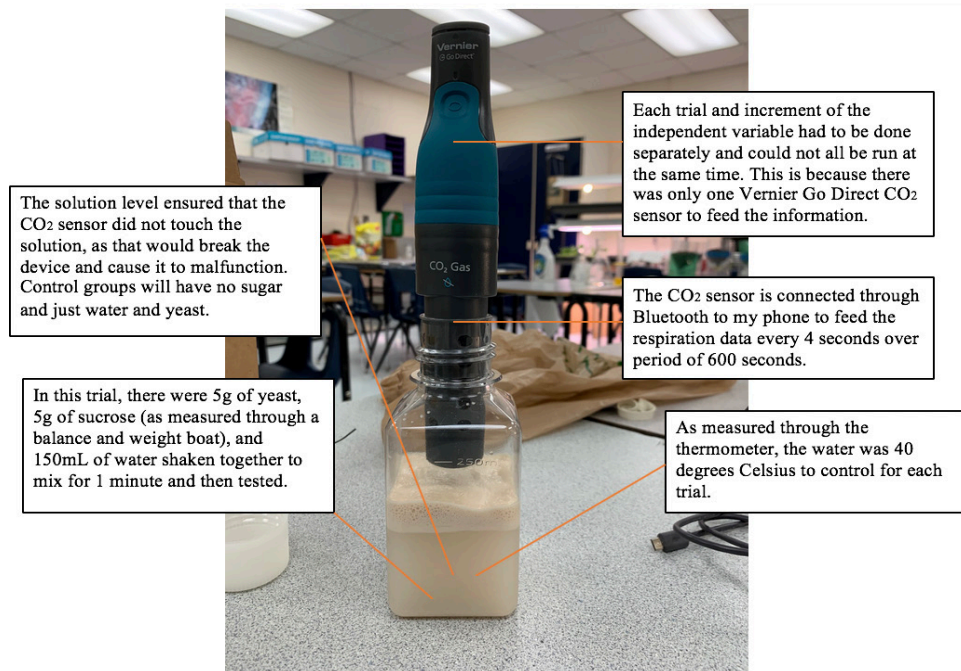 Vernier
Go Direct
CO₂ Gas
250
Each trial and increment of the
independent variable had to be done
separately and could not all be run at
the same time. This is because there
was only one Vernier Go Direct CO₂
sensor to feed the information.
The solution level ensured that the
CO₂ sensor did not touch the
solution, as that would break the
device and cause it to malfunction.
Control groups will have no sugar
and just water and yeast.
The CO₂ sensor is connected through
Bluetooth to my phone to feed the
respiration data every 4 seconds over
period of 600 seconds.
In this trial, there were 5g of yeast,
5g of sucrose (as measured through a
balance and weight boat), and
150mL of water shaken together to
mix for 1 minute and then tested.
As measured through the
thermometer, the water was 40
degrees Celsius to control for each
trial.